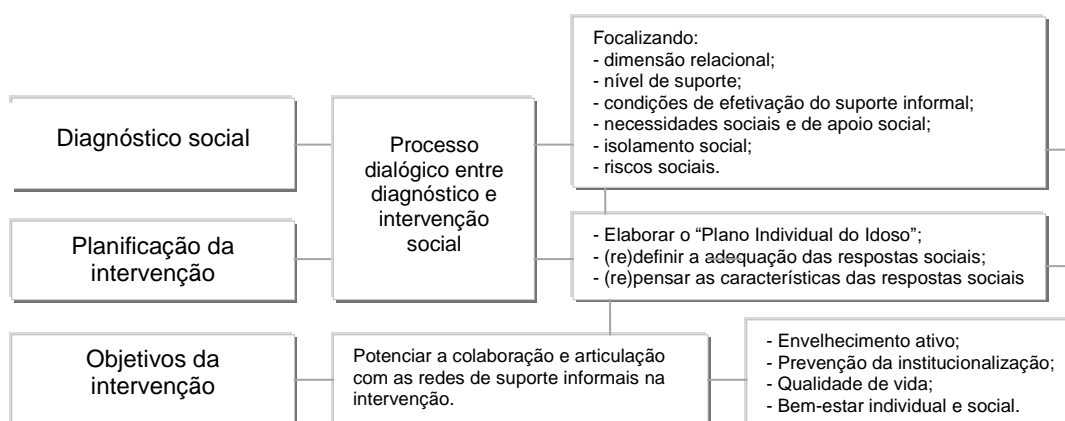 Diagnóstico social
Processo
dialógico entre
diagnóstico e
intervenção
social
Focalizando:
- dimensão relacional;
- nível de suporte;
- condições de efetivação do suporte informal;
- necessidades sociais e de apoio social;
- isolamento social;
- riscos sociais.
Planificação da
intervenção
- Elaborar o “Plano Individual do Idoso”;
- (re)definir a adequação das respostas sociais;
- (re)pensar as características das respostas sociais
Objetivos da
intervenção
Potenciar a colaboração e articulação
com as redes de suporte informais na
intervenção.
- Envelhecimento ativo;
- Prevenção da institucionalização;
- Qualidade de vida;
- Bem-estar individual e social.